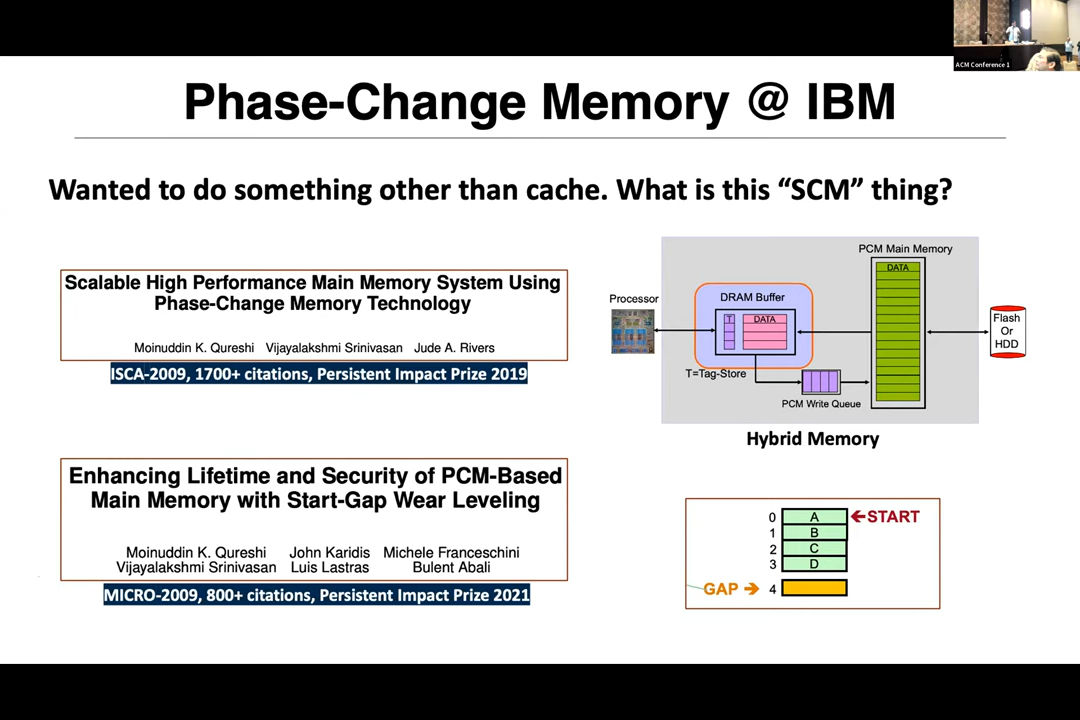 ACM Conference 1
Phase-Change Memory @ IBM
Wanted to do something other than cache. What is this “SCM” thing?
Scalable High Performance Main Memory System Using
Phase-Change Memory Technology
Moinuddin K. Qureshi Vijayalakshmi Srinivasan Jude A. Rivers
ISCA-2009, 1700+ citations, Persistent Impact Prize 2019
Enhancing Lifetime and Security of PCM-Based
Main Memory with Start-Gap Wear Leveling
Moinuddin K. Qureshi John Karidis Michele Franceschini
Vijayalakshmi Srinivasan Luis Lastras Bulent Abali
MICRO-2009, 800+ citations, Persistent Impact Prize 2021
PCM Main Memory
DATA
Processor
DRAM Buffer
T DATA
T=Tag-Store
PCM Write Queue
Flash
Or
HDD
Hybrid Memory
0 A START
1 B
2 C
3 D
GAP 4